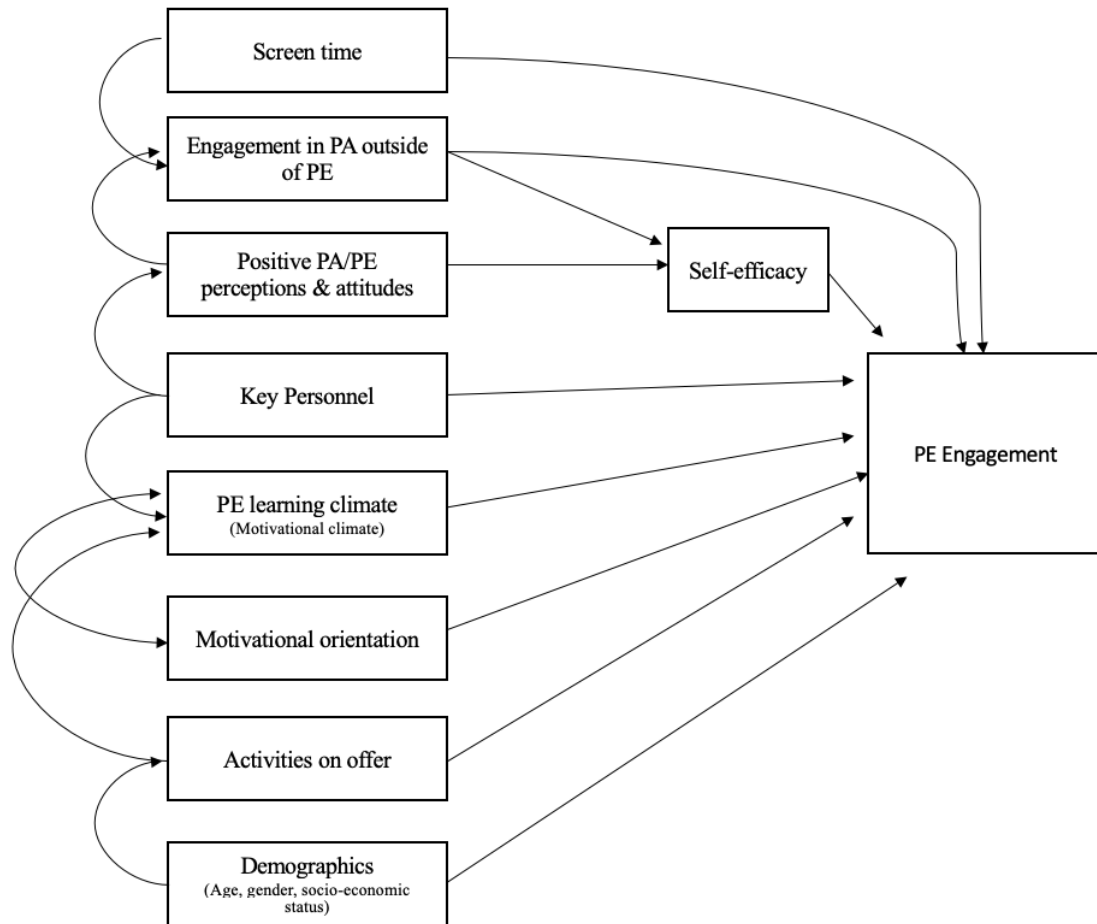 Screen time
Engagement in PA outside
of PE
Positive PA/PE
perceptions & attitudes
Self-efficacy
Key Personnel
PE Engagement
PE learning climate
(Motivational climate)
Motivational orientation
Activities on offer
Demographics
(Age, gender, socio-economic
status)